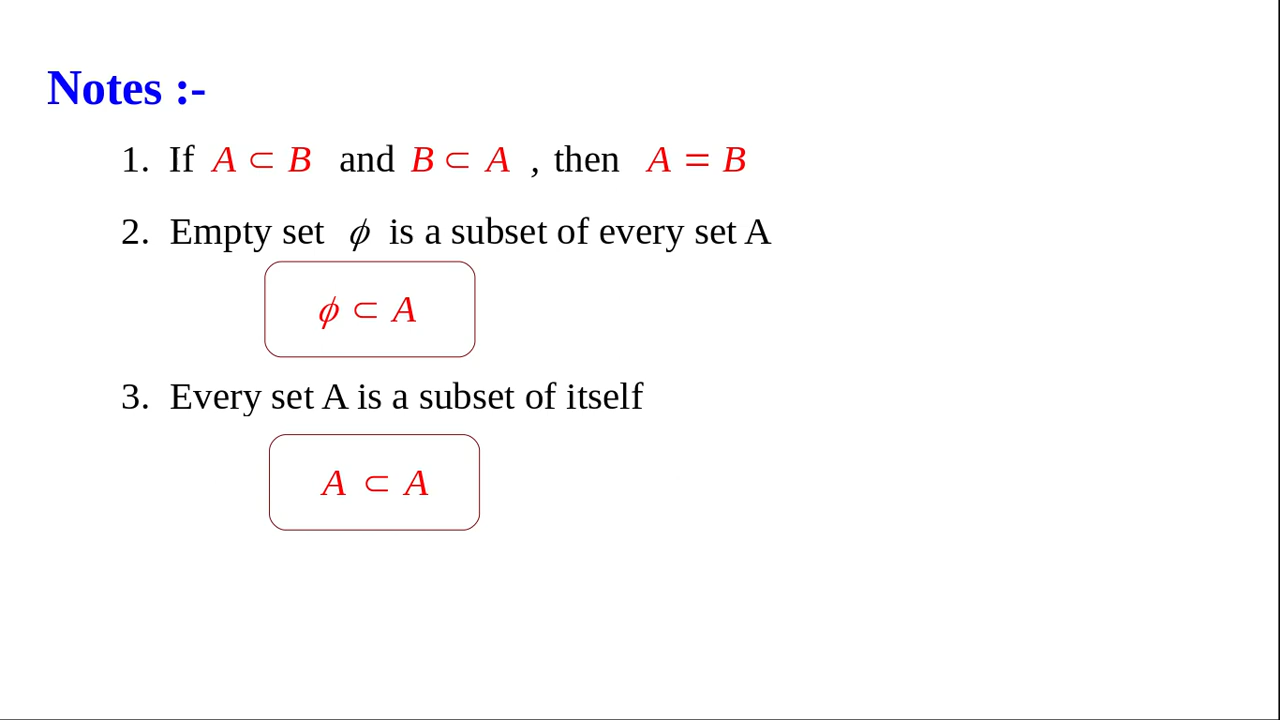 Notes :-
1. If A ⊂ B and B ⊂ A , then A = B
2. Empty set ϕ is a subset of every set A
ϕ ⊂ A
3. Every set A is a subset of itself
A ⊂ A